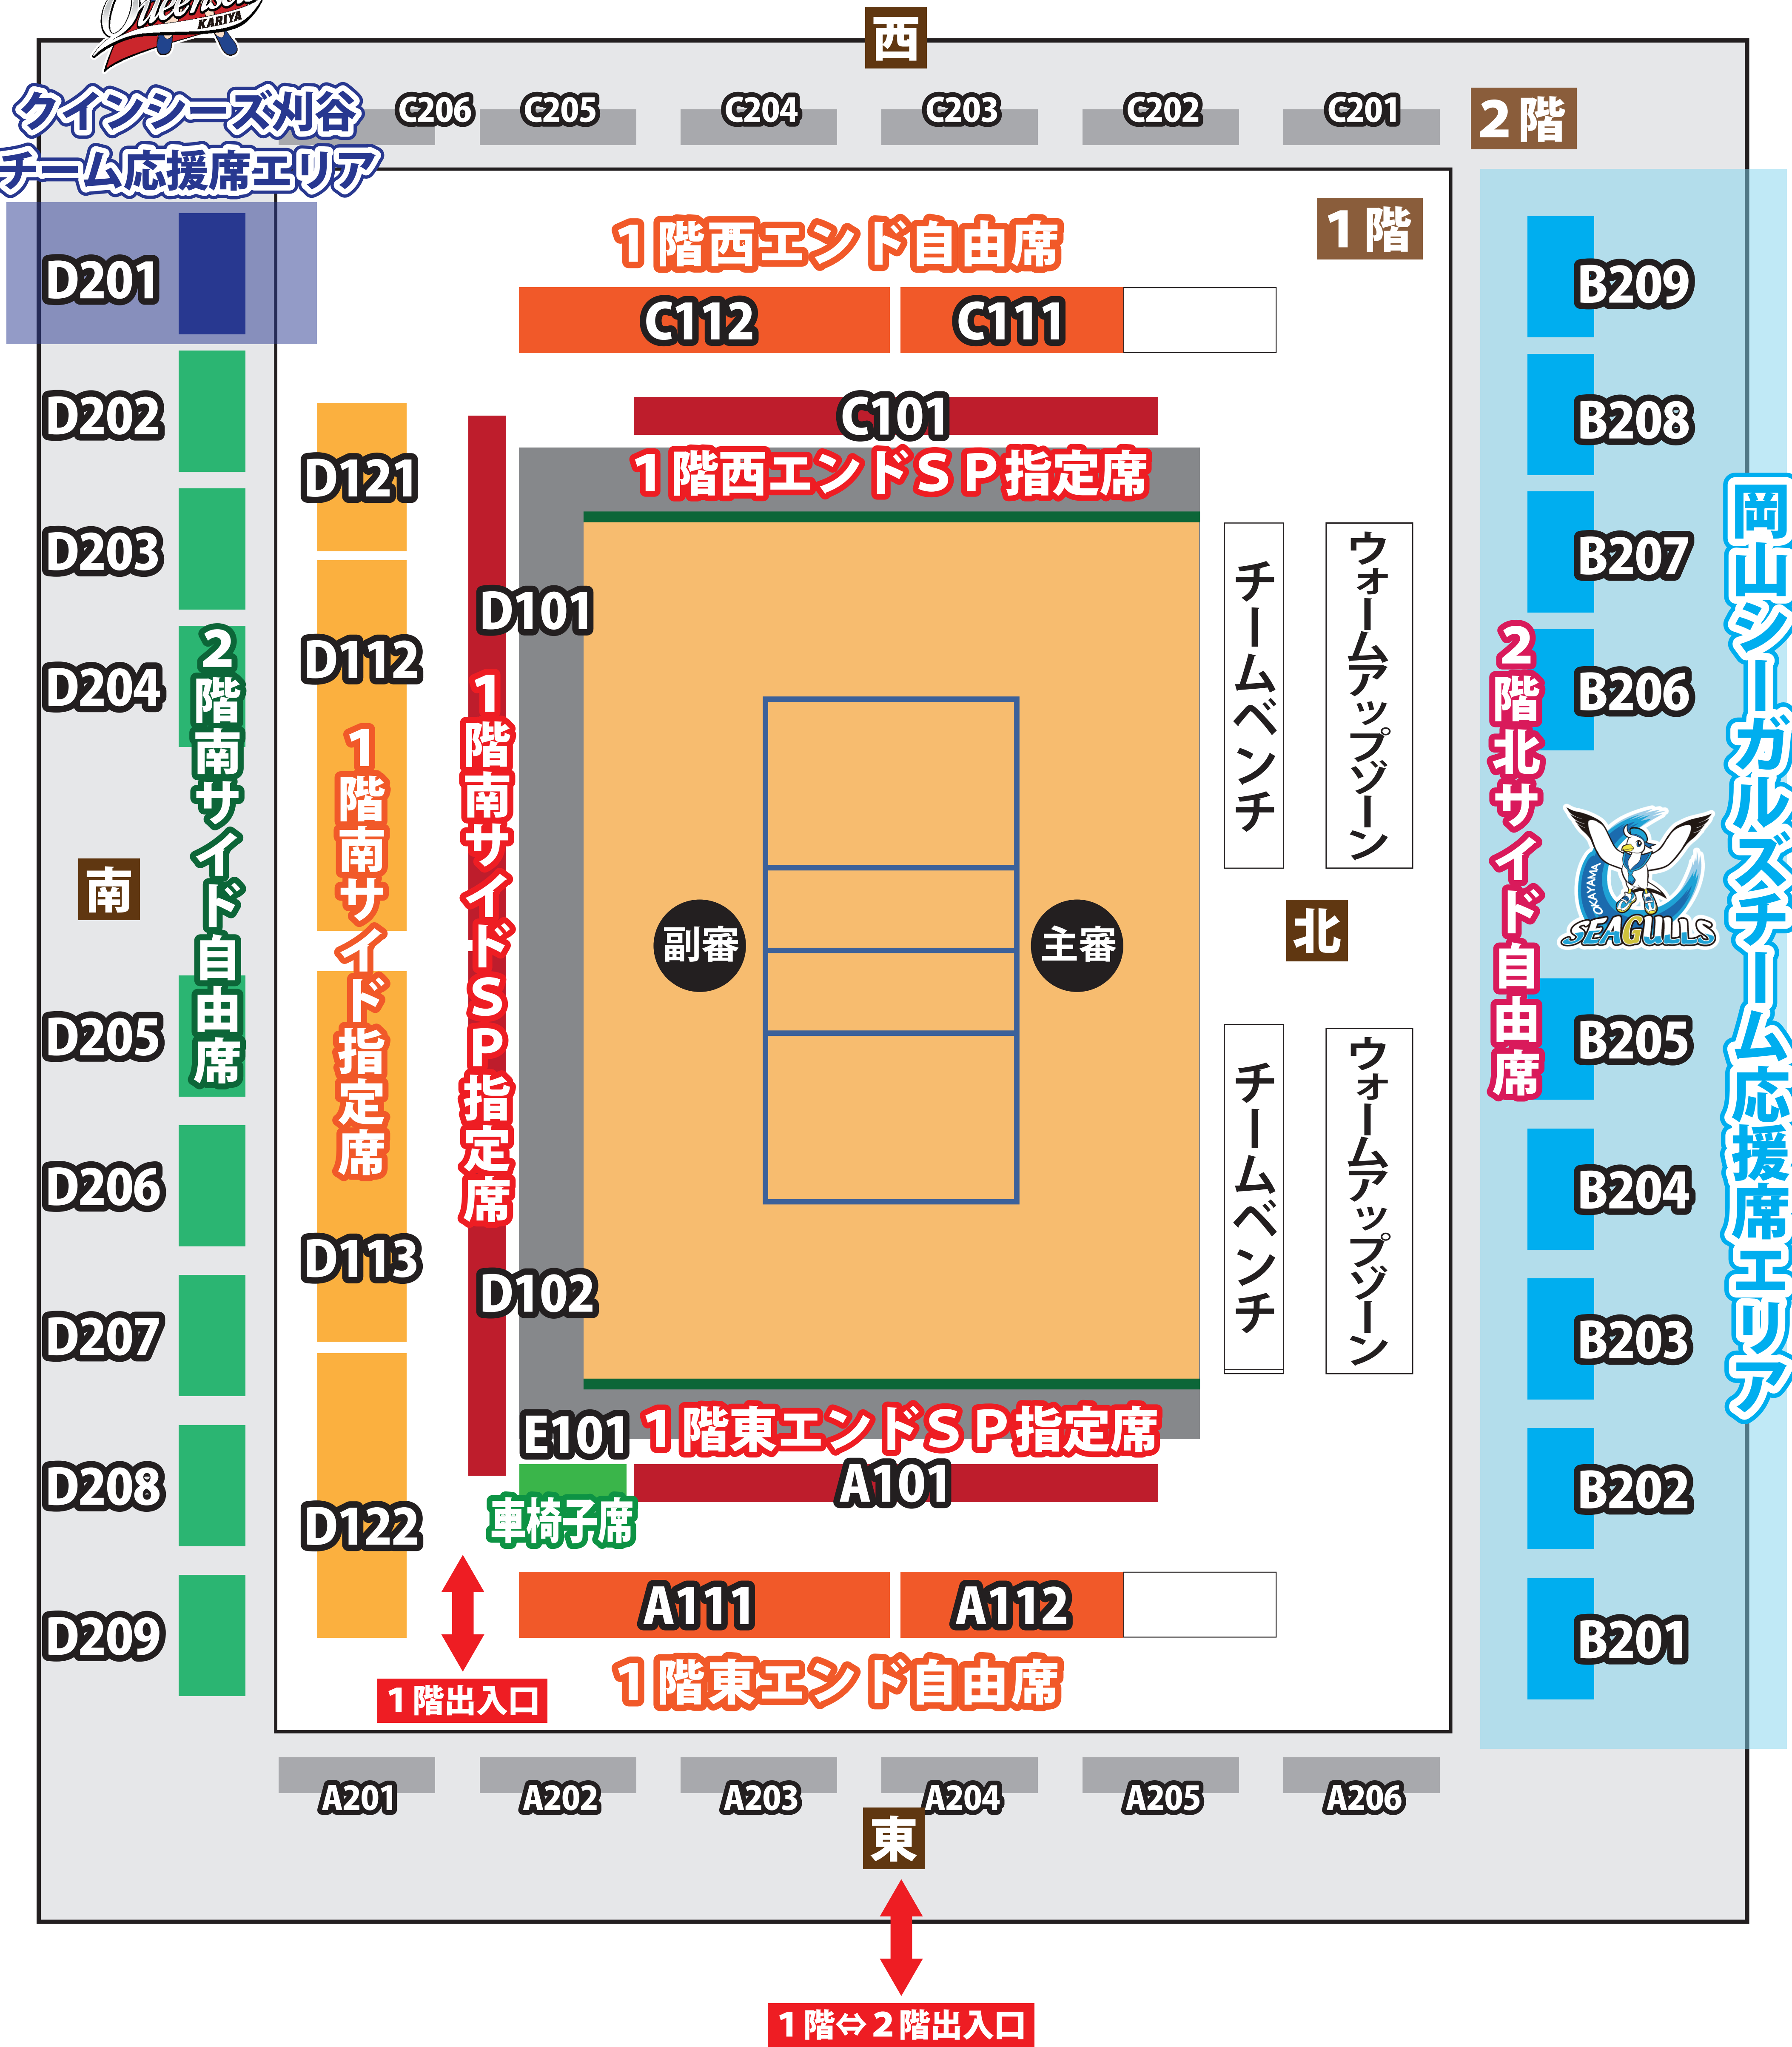 Queenseis
KARIYA
西
クインシーズ刈谷
チーム応援席エリア
C206
C205
C204
C203
C202
C201
2階
1階
1階西エンド自由席
C112
C111
C101
1階西エンドSP指定席
D201
D202
D203
D204
D205
D206
D207
D208
D209
2階南サイド自由席
南
D121
D112
D113
D122
1階南サイド指定席
D101
D102
1階南サイドSP指定席
副審
主審
チームベンチ
ウォームアップゾーン
北
チームベンチ
ウォームアップゾーン
B209
B208
B207
B206
B205
B204
B203
B202
B201
2階北サイド自由席
OKAYAMA
SEAGULLS
岡山シーガルズチーム応援席エリア
E101
車椅子席
1階東エンドSP指定席
A101
A111
A112
1階東エンド自由席
1階出入口
A201
A202
A203
A204
A205
A206
東
1階⇔2階出入口